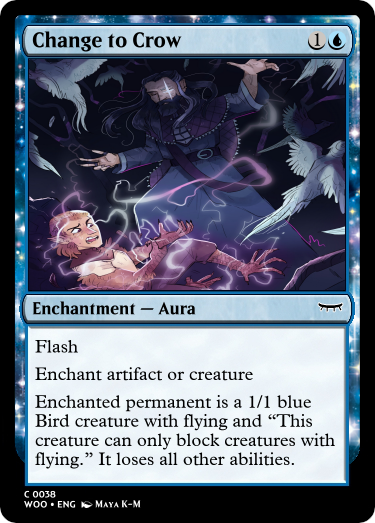 Change to Crow 1
Enchantment — Aura
Flash
Enchant artifact or creature
Enchanted permanent is a 1/1 blue
Bird creature with flying and “This
creature can only block creatures with
flying.” It loses all other abilities.
C 0038
WOO • ENG Maya K-M